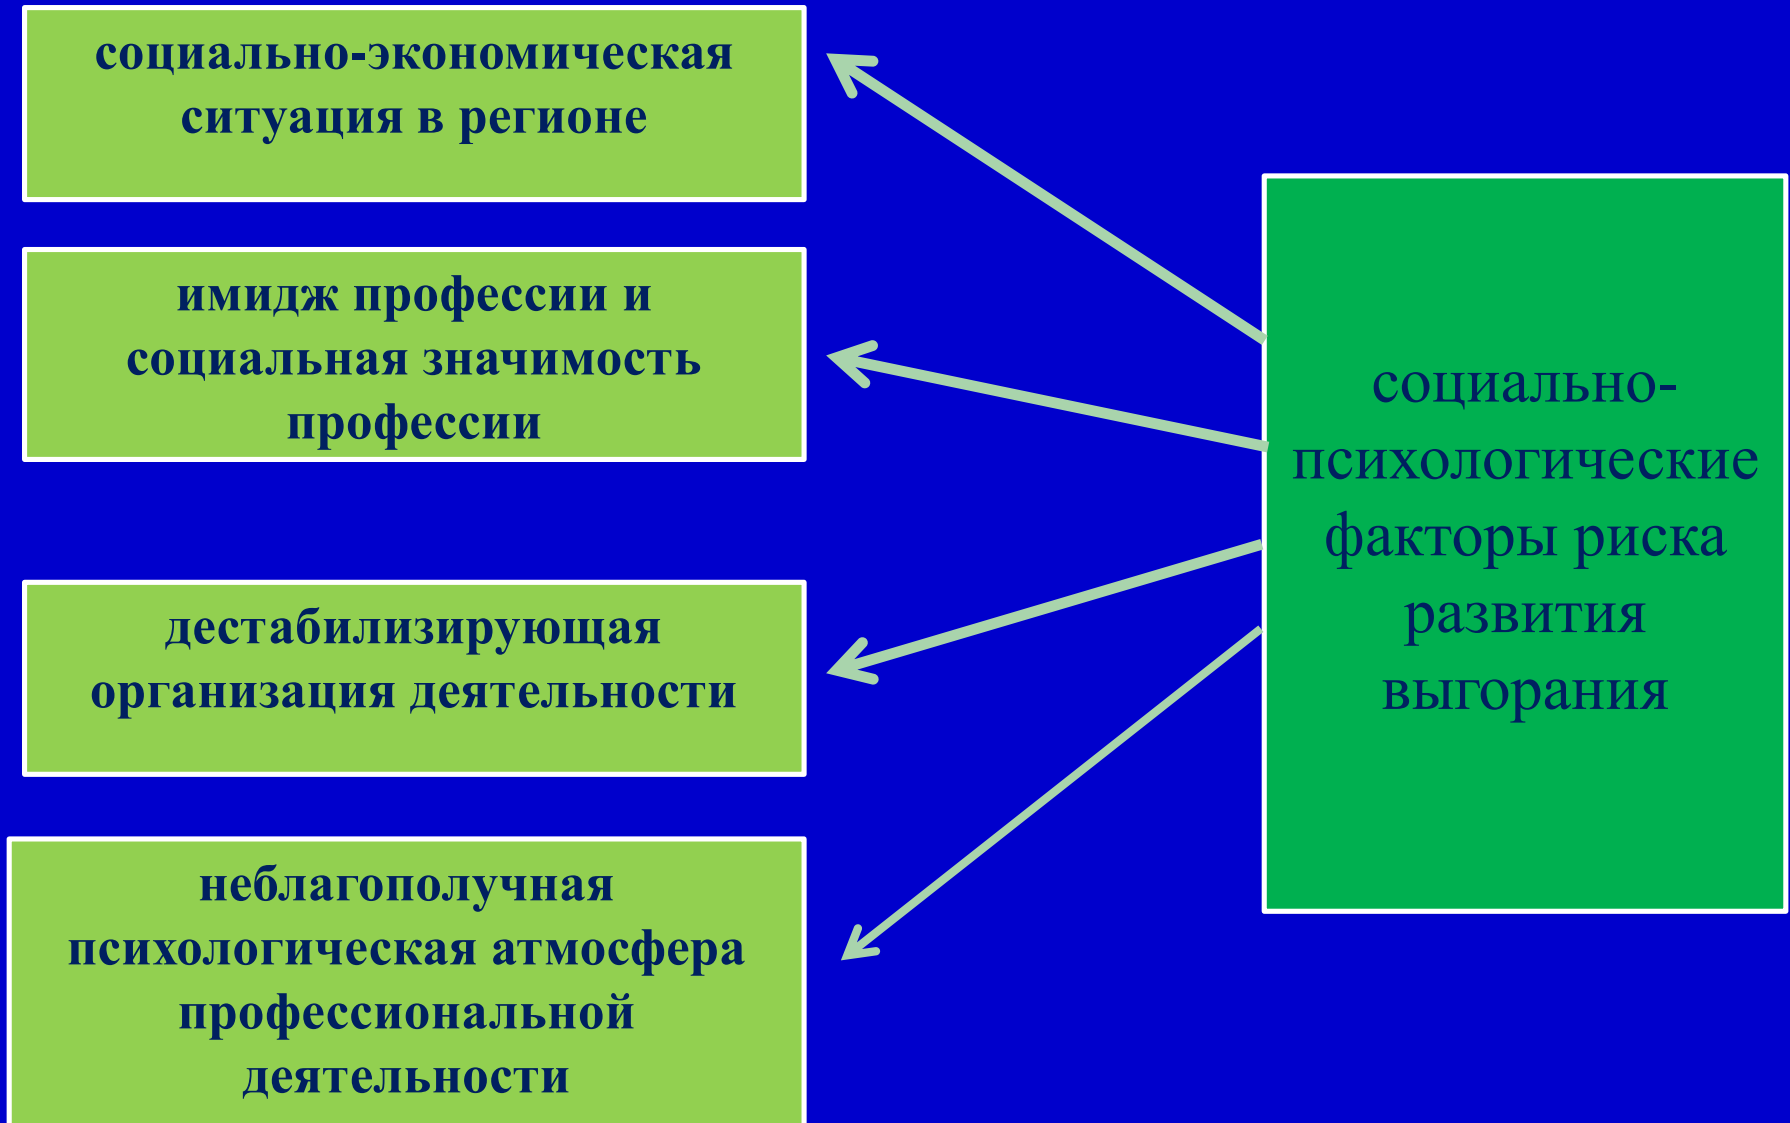 социально-экономическая
ситуация в регионе
имидж профессии и
социальная значимость
профессии
дестабилизирующая
организация деятельности
неблагополучная
психологическая атмосфера
профессиональной
деятельности
социально-
психологические
факторы риска
развития
выгорания